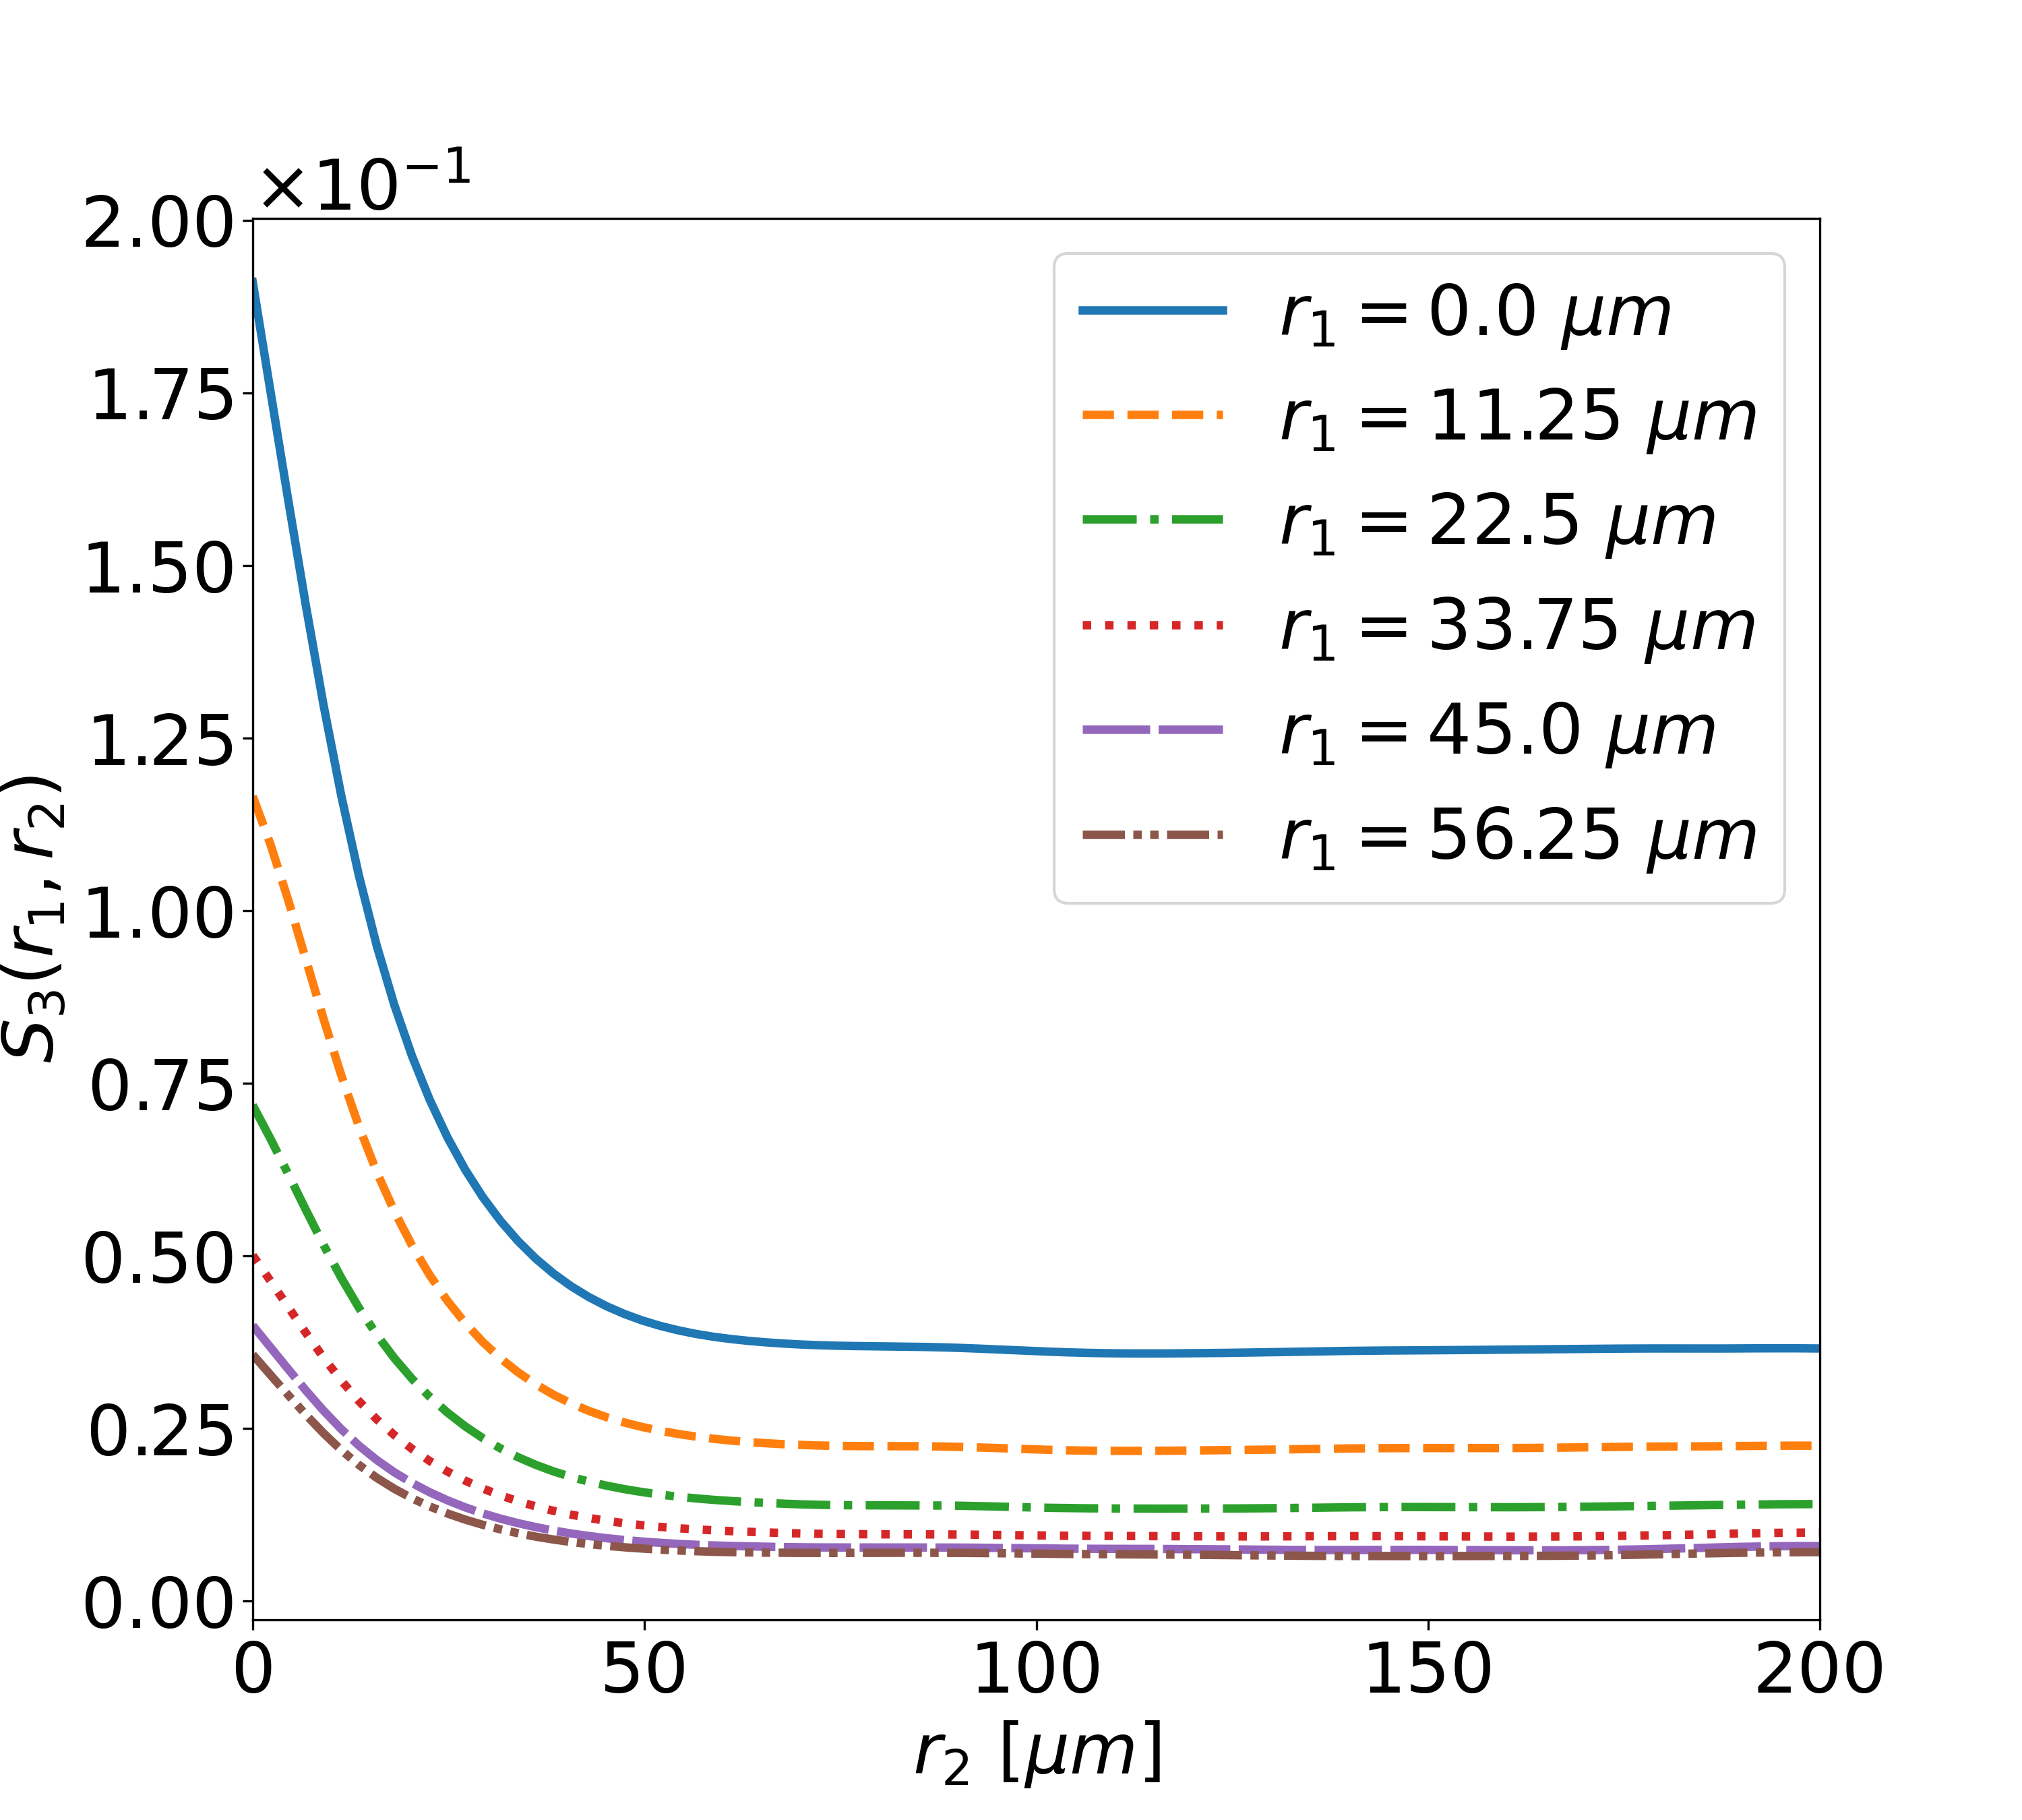 ×10⁻¹
2.00
1.75
1.50
1.25
1.00
0.75
0.50
0.25
0.00
S₃(r₁, r₂)
r₁ = 0.0 μm
r₁ = 11.25 μm
r₁ = 22.5 μm
r₁ = 33.75 μm
r₁ = 45.0 μm
r₁ = 56.25 μm
0 50 100 150 200
r₂ [μm]